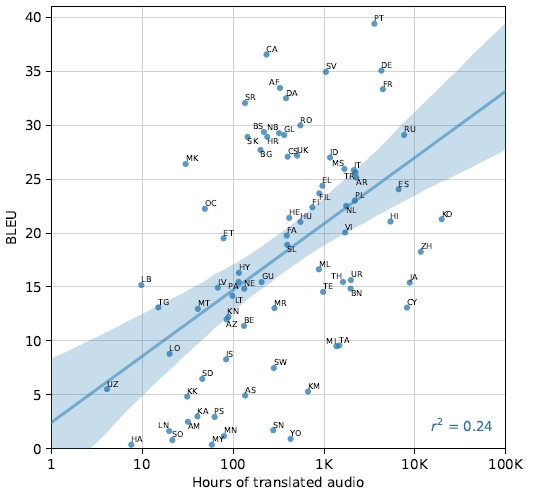 40
35
30
25
20
15
10
5
0
BLEU
1
10
100
1K
10K
100K
Hours of translated audio
r² = 0.24
PT
CA
SV
DE
AF
FR
DA
SR
RO
RU
BS
NB
GL
SK
HR
BG
CS
UK
ID
MK
MS
IT
TR
AR
EL
ES
FIL
PL
FI
NL
OC
HE
HU
HI
KO
ET
FA
VI
SL
ZH
HY
ML
LB
LV
PA
NE
GU
TH
UR
JA
LT
TE
BN
TG
MT
MR
CY
KN
AZ
BE
LO
IS
MI
TA
SW
SD
UZ
KK
AS
KM
KA
PS
AM
LN
SO
MN
SN
YO
HA
MY